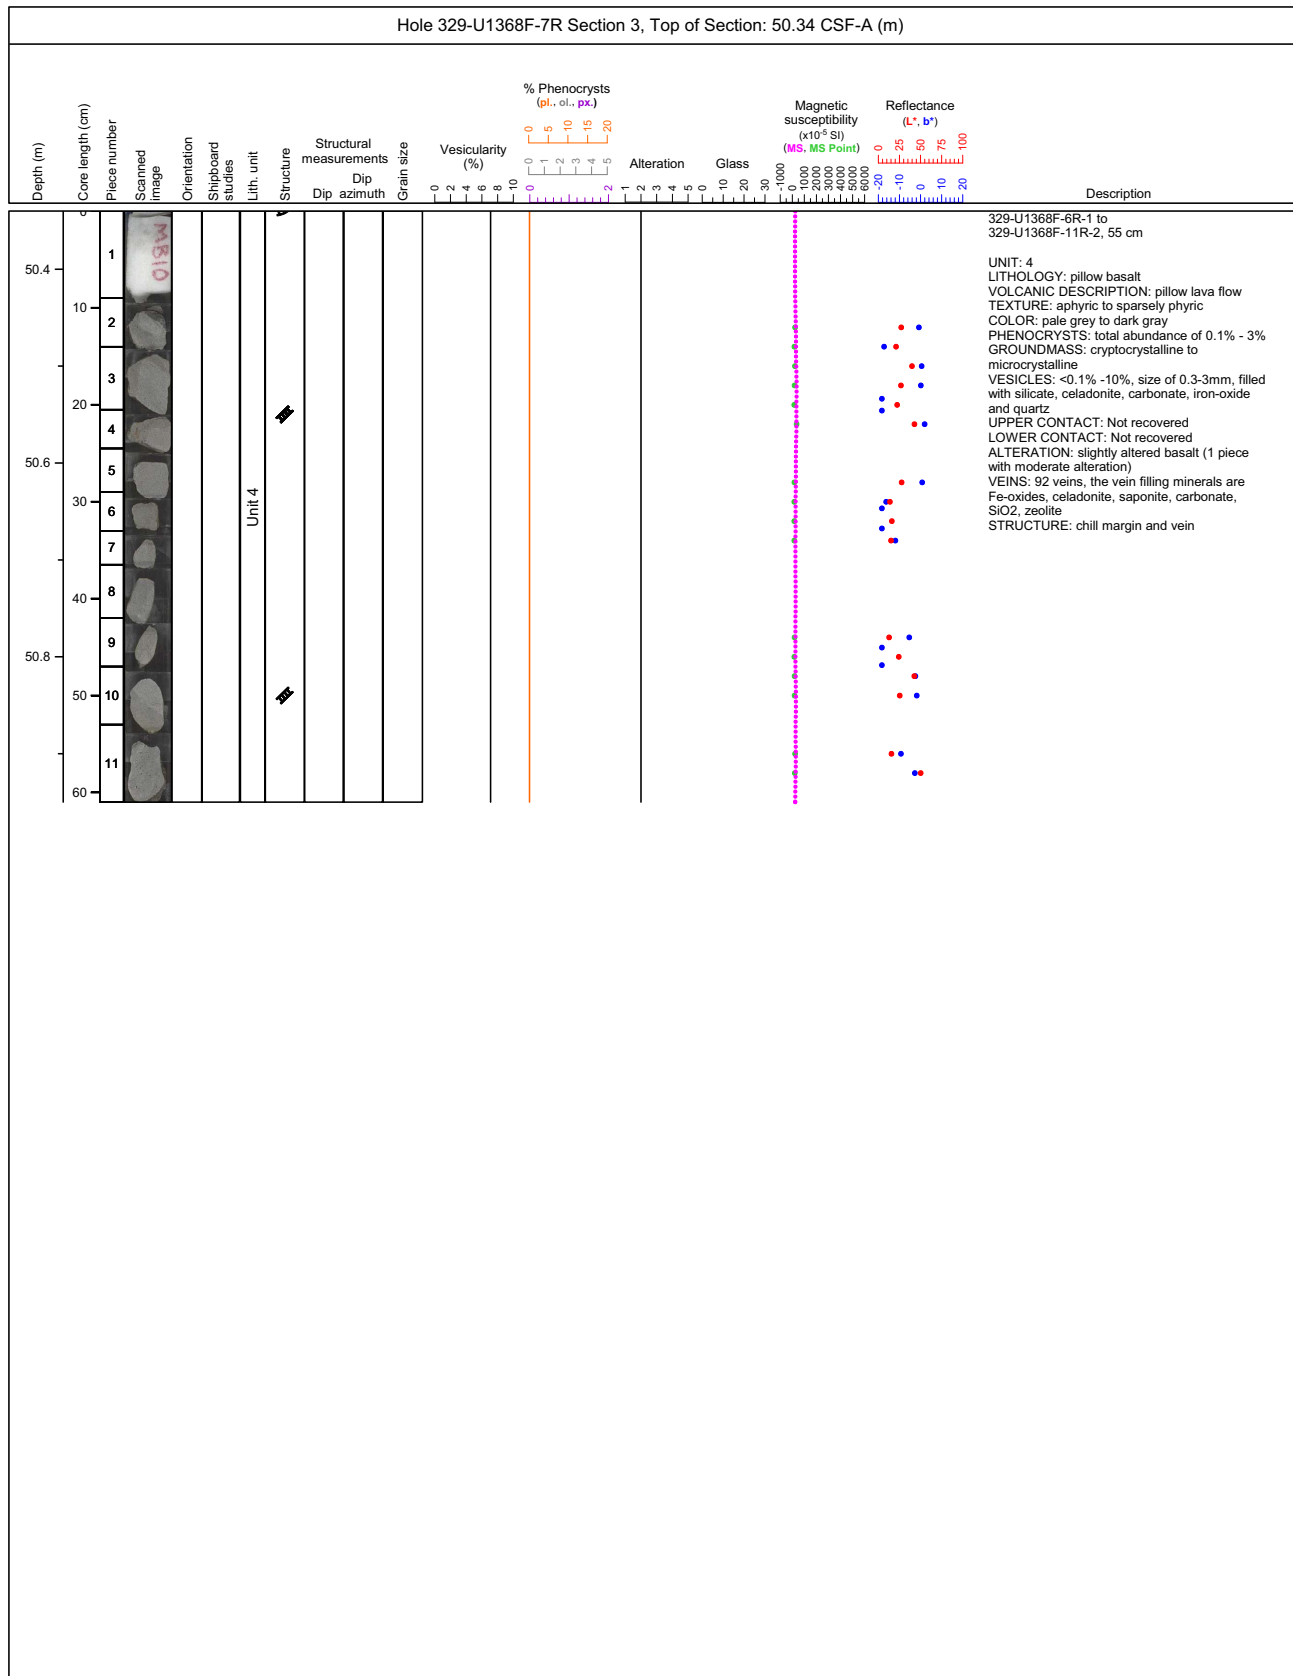 Hole 329-U1368F-7R Section 3, Top of Section: 50.34 CSF-A (m)
Depth (m)
Core length (cm)
Piece number
Scanned
image
Orientation
Shipboard
studies
Lith. unit
Structure
Structural
measurements
Dip
Dip azimuth
Grain size
Vesicularity
(%)
0 2 4 6 8 10
% Phenocrysts
(pl., ol., px.)
0 5 10 15 20
0 1 2 3 4 5
0 2
Alteration
1 2 3 4 5
Glass
0 10 20 30
Magnetic
susceptibility
(x10-5 SI)
(MS, MS Point)
-1000 0 1000 2000 3000 4000 5000 6000
Reflectance
(L*, b*)
0 25 50 75 100
-20 -10 0 10 20
Description
50.4
50.6
50.8
0
10
20
30
40
50
60
1
2
3
4
5
6
7
8
9
10
11
MBIO
Unit 4
329-U1368F-6R-1 to
329-U1368F-11R-2, 55 cm
UNIT: 4
LITHOLOGY: pillow basalt
VOLCANIC DESCRIPTION: pillow lava flow
TEXTURE: aphyric to sparsely phyric
COLOR: pale grey to dark gray
PHENOCRYSTS: total abundance of 0.1% - 3%
GROUNDMASS: cryptocrystalline to
microcrystalline
VESICLES: <0.1% -10%, size of 0.3-3mm, filled
with silicate, celadonite, carbonate, iron-oxide
and quartz
UPPER CONTACT: Not recovered
LOWER CONTACT: Not recovered
ALTERATION: slightly altered basalt (1 piece
with moderate alteration)
VEINS: 92 veins, the vein filling minerals are
Fe-oxides, celadonite, saponite, carbonate,
SiO2, zeolite
STRUCTURE: chill margin and vein